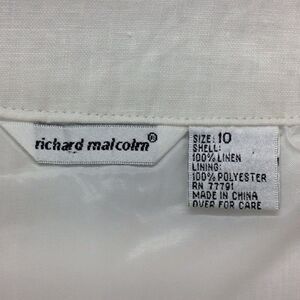 richard malcolm®
SIZE: 10
SHELL:
100% LINEN
LINING:
100% POLYESTER
RN 77791
MADE IN CHINA
OVER FOR CARE